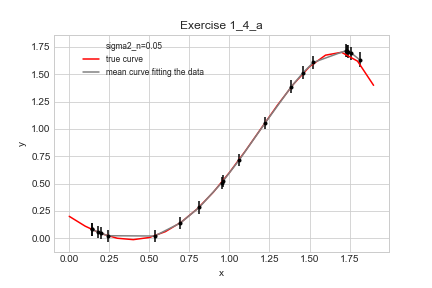 Exercise 1_4_a
sigma2_n=0.05
true curve
mean curve fitting the data
1.75
1.50
1.25
1.00
0.75
0.50
0.25
0.00
y
0.00 0.25 0.50 0.75 1.00 1.25 1.50 1.75
x